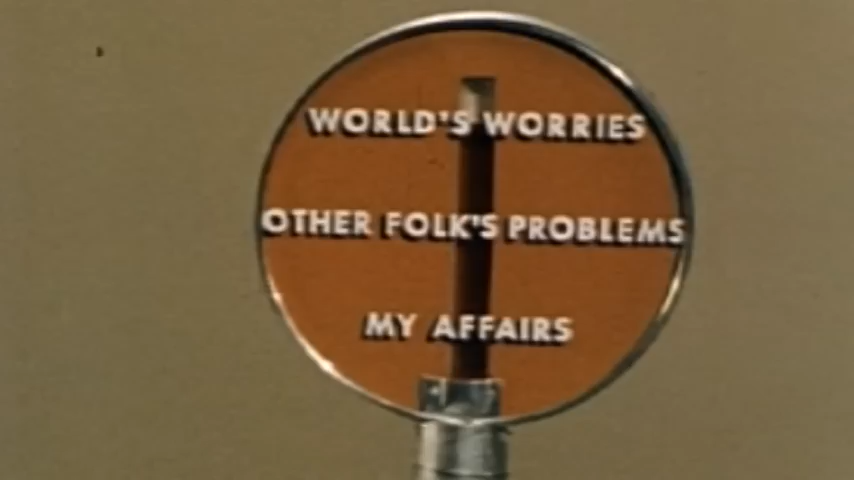 WORLD'S WORRIES
OTHER FOLK'S PROBLEMS
MY AFFAIRS